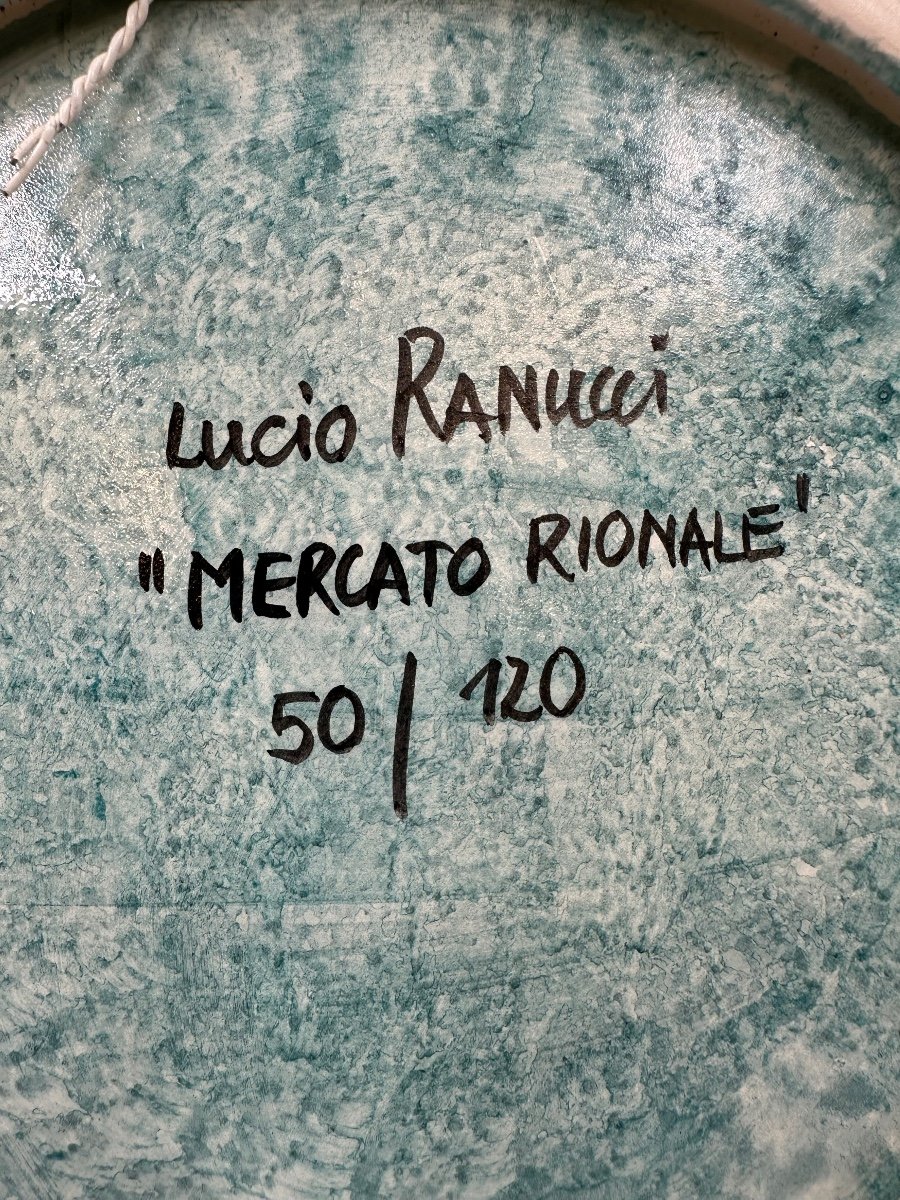 Lucio RANUCCI
"MERCATO RIONALE'
50/120